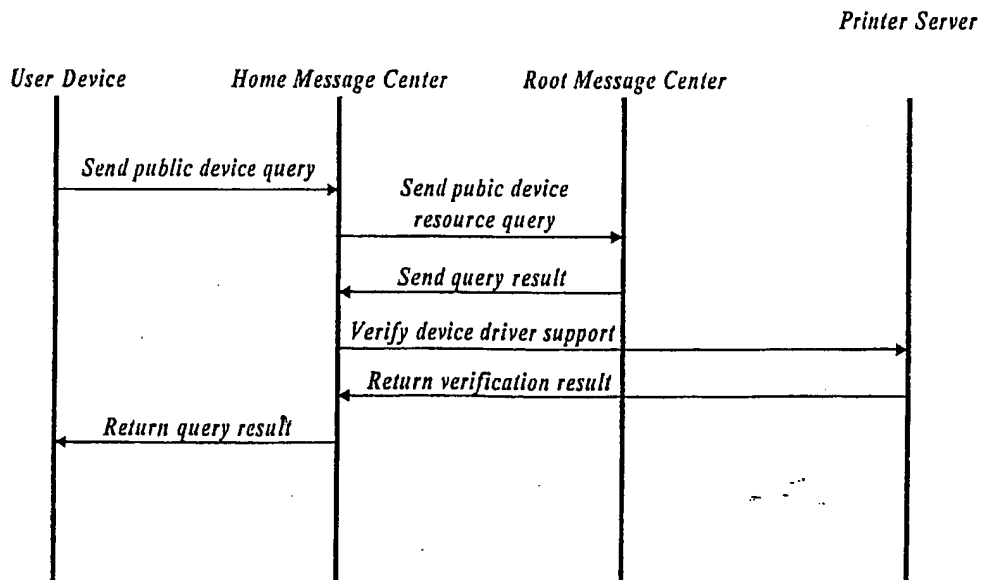 Printer Server
User Device
Home Message Center
Root Message Center
Send public device query
Send pubic device
resource query
Send query result
Verify device driver support
Return verification result
Return query result